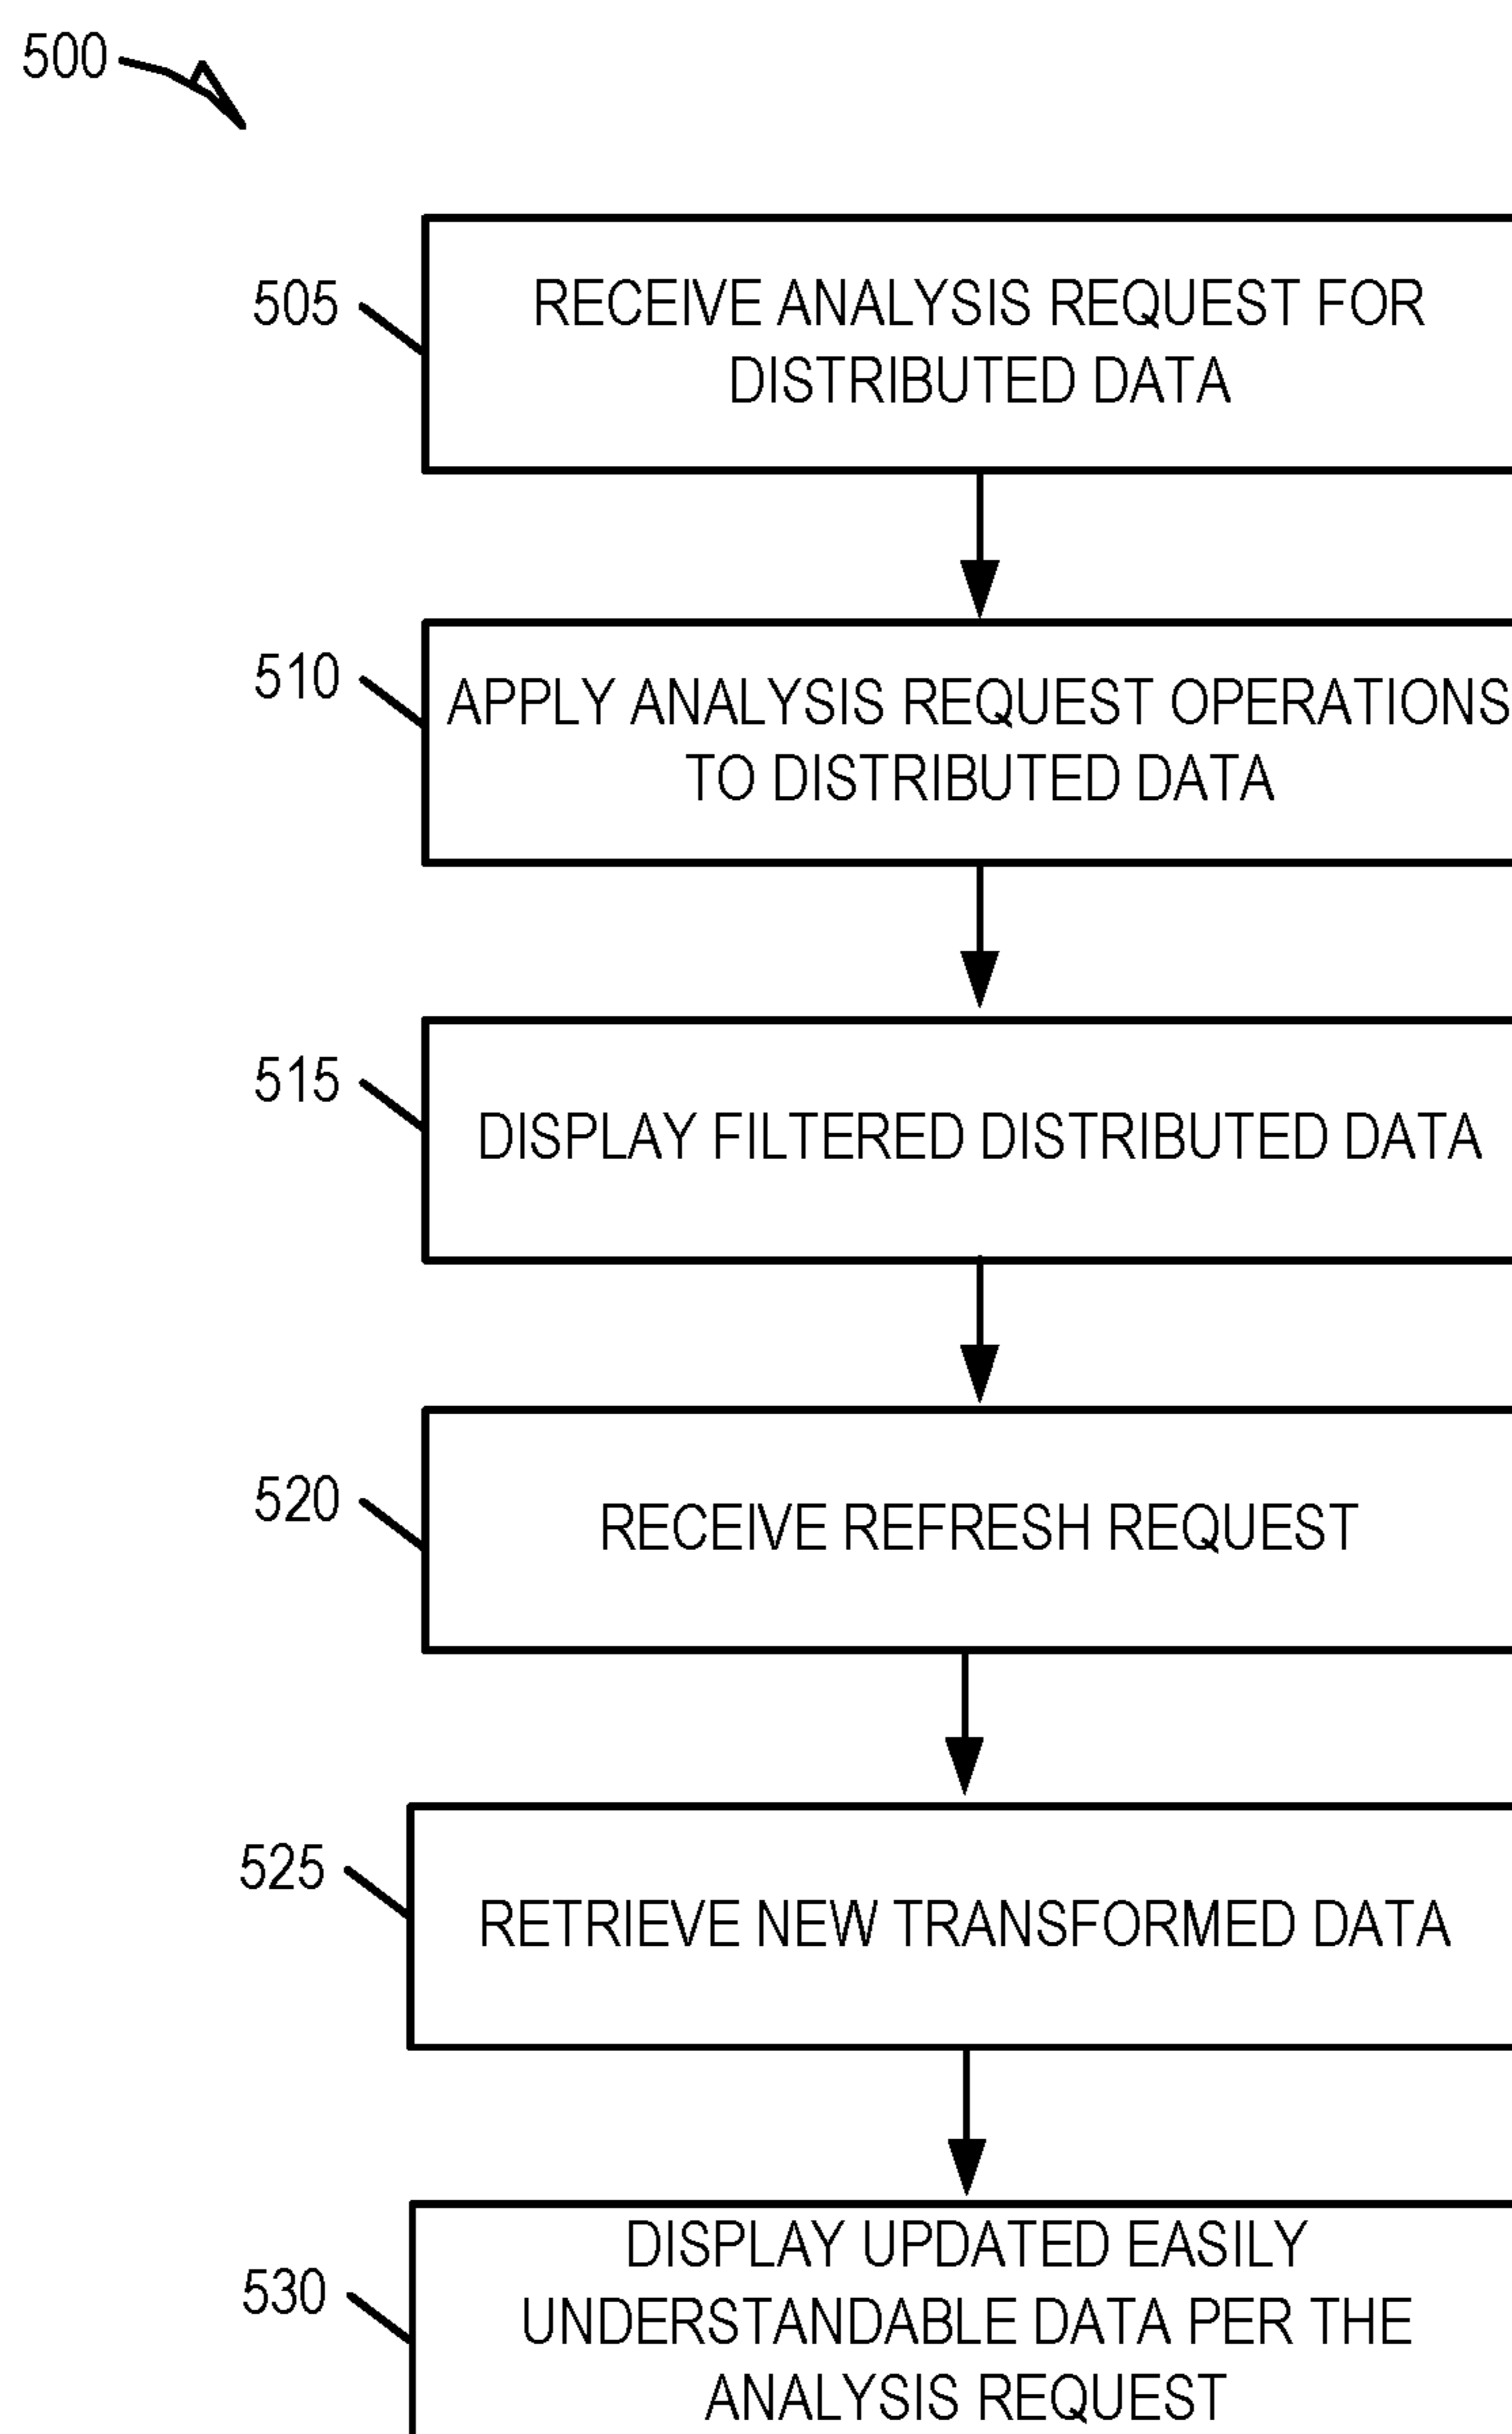 500
505
RECEIVE ANALYSIS REQUEST FOR
DISTRIBUTED DATA
510
APPLY ANALYSIS REQUEST OPERATIONS
TO DISTRIBUTED DATA
515
DISPLAY FILTERED DISTRIBUTED DATA
520
RECEIVE REFRESH REQUEST
525
RETRIEVE NEW TRANSFORMED DATA
530
DISPLAY UPDATED EASILY
UNDERSTANDABLE DATA PER THE
ANALYSIS REQUEST